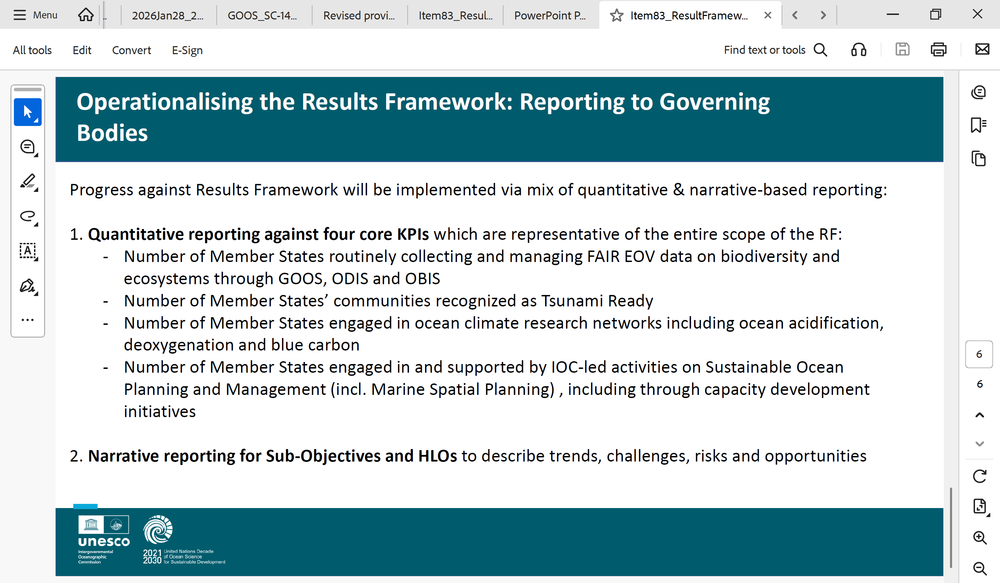 Menu
..
2026Jan28_2...
GOOS_SC-14...
Revised provi...
Item83_Resul...
PowerPoint P...
Item83_ResultFramew...
All tools
Edit
Convert
E-Sign
Find text or tools
Operationalising the Results Framework: Reporting to Governing
Bodies
Progress against Results Framework will be implemented via mix of quantitative & narrative-based reporting:
1. Quantitative reporting against four core KPIs which are representative of the entire scope of the RF:
- Number of Member States routinely collecting and managing FAIR EOV data on biodiversity and
ecosystems through GOOS, ODIS and OBIS
- Number of Member States’ communities recognized as Tsunami Ready
- Number of Member States engaged in ocean climate research networks including ocean acidification,
deoxygenation and blue carbon
- Number of Member States engaged in and supported by IOC-led activities on Sustainable Ocean
Planning and Management (incl. Marine Spatial Planning) , including through capacity development
initiatives
2. Narrative reporting for Sub-Objectives and HLOs to describe trends, challenges, risks and opportunities
unesco
Intergovernmental
Oceanographic
Commission
2021
2030
United Nations Decade
of Ocean Science
for Sustainable Development
6
6